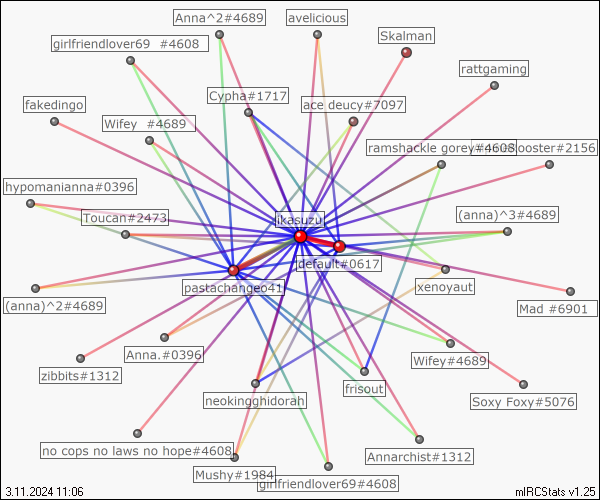 Anna^2#4689
avelicious
girlfriendlover69 #4608
Skalman
rattgaming
Cypha#1717
fakedingo
ace deucy#7097
Wifey #4689
ramshackle gorey#4608
looster#2156
hypomanianna#0396
Toucan#2473
ikasuzu
(anna)^3#4689
default#0617
pastachangeo41
xenoyaut
(anna)^2#4689
Mad #6901
Anna.#0396
Wifey#4689
zibbits#1312
frisout
neokingghidorah
Soxy Foxy#5076
no cops no laws no hope#4608
Annarchist#1312
Mushy#1984
girlfriendlover69#4608
3.11.2024 11:06
mIRCStats v1.25